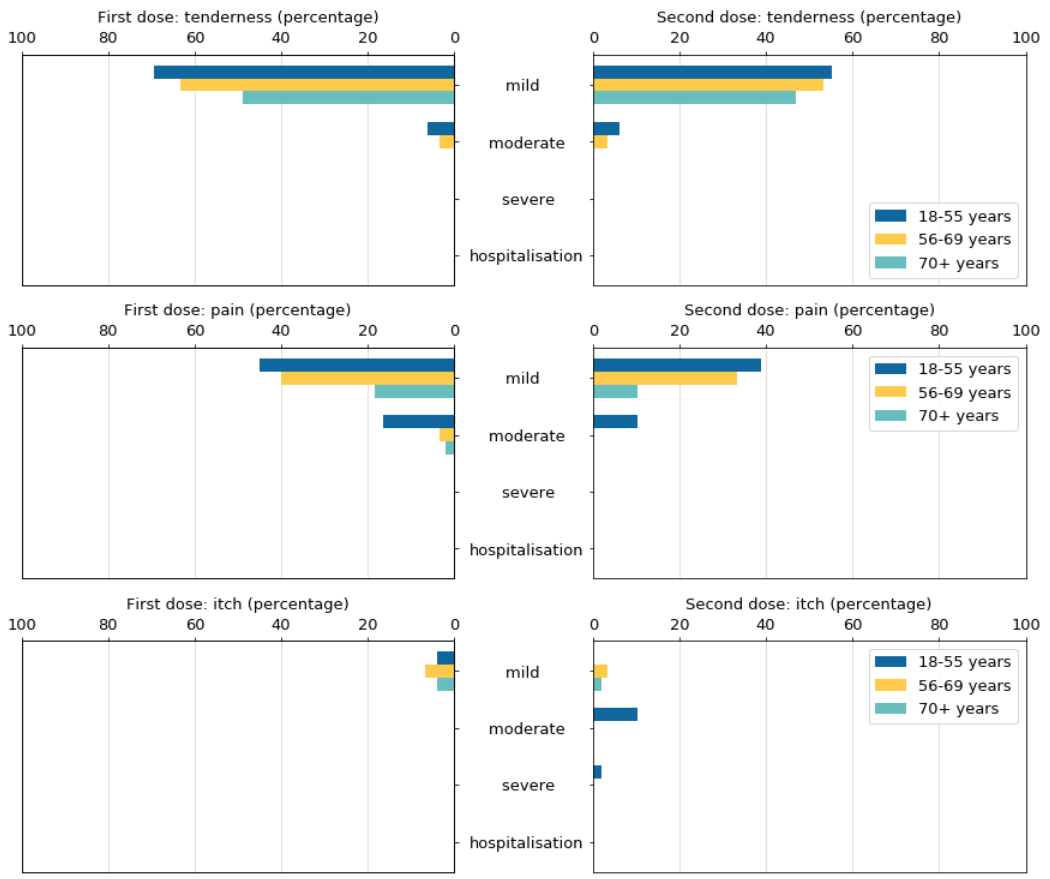 First dose: tenderness (percentage) Second dose: tenderness (percentage)
100 80 60 40 20 0 0 20 40 60 80 100
mild
moderate
severe
18-55 years
56-69 years
hospitalisation
70+ years
First dose: pain (percentage) Second dose: pain (percentage)
100 80 60 40 20 0 0 20 40 60 80 100
18-55 years
mild
56-69 years
70+ years
moderate
severe
hospitalisation
First dose: itch (percentage) Second dose: itch (percentage)
100 80 60 40 20 0 0 20 40 60 80 100
18-55 years
mild
56-69 years
70+ years
moderate
severe
hospitalisation